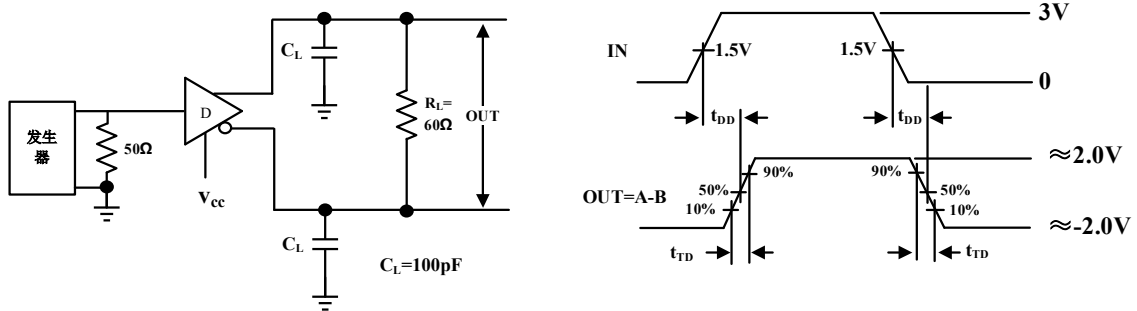 发生
器
50Ω
D
Vcc
CL
CL
RL=
60Ω
OUT
CL=100pF
IN
1.5V
1.5V
3V
0
tDD
tDD
OUT=A-B
90%
50%
10%
90%
50%
10%
≈2.0V
≈-2.0V
tTD
tTD